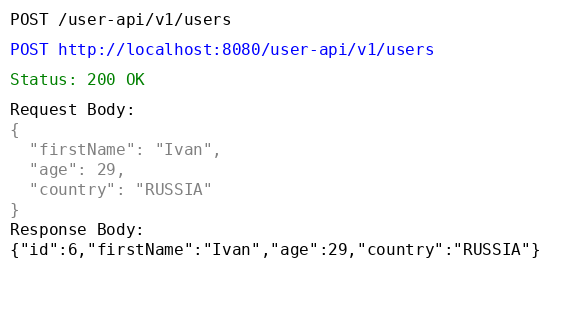 POST /user-api/v1/users
POST http://localhost:8080/user-api/v1/users
Status: 200 OK
Request Body:
{
  "firstName": "Ivan",
  "age": 29,
  "country": "RUSSIA"
}
Response Body:
{"id":6,"firstName":"Ivan","age":29,"country":"RUSSIA"}